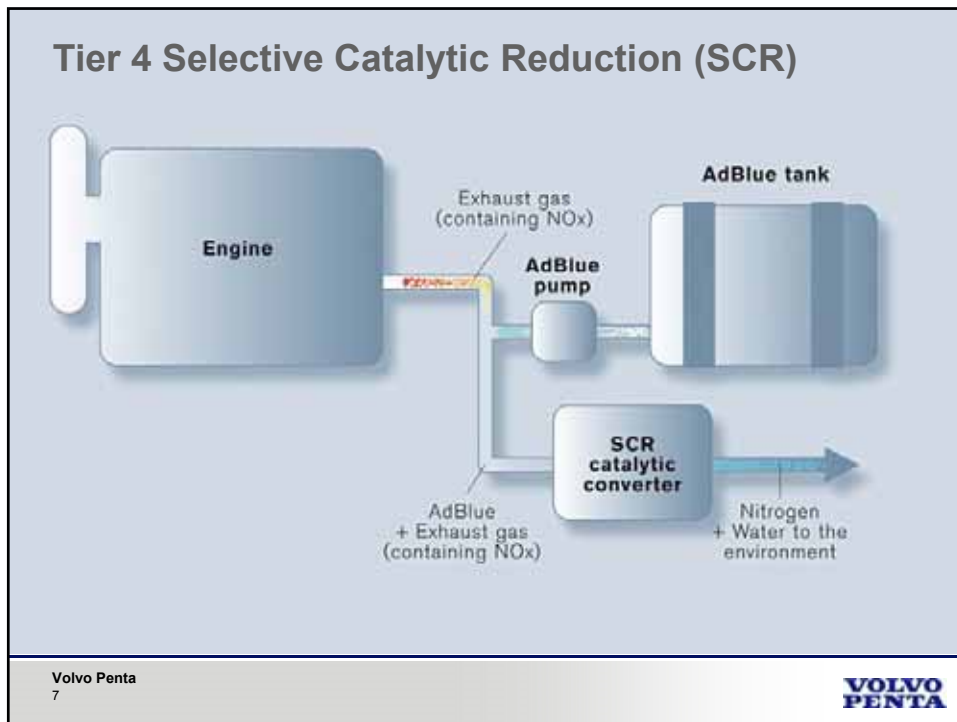 Tier 4 Selective Catalytic Reduction (SCR)
Engine
Exhaust gas
(containing NOx)
AdBlue
pump
AdBlue tank
SCR
catalytic
converter
AdBlue
+ Exhaust gas
(containing NOx)
Nitrogen
+ Water to the
environment
Volvo Penta
7
VOLVO
PENTA